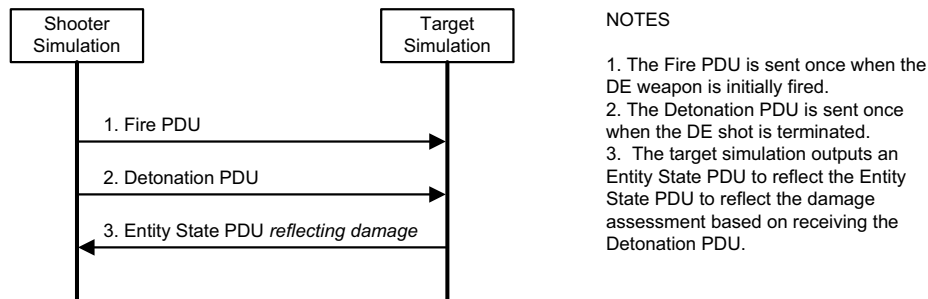 Shooter
Simulation
Target
Simulation
1. Fire PDU
2. Detonation PDU
3. Entity State PDU reflecting damage
NOTES
1. The Fire PDU is sent once when the
DE weapon is initially fired.
2. The Detonation PDU is sent once
when the DE shot is terminated.
3. The target simulation outputs an
Entity State PDU to reflect the Entity
State PDU to reflect the damage
assessment based on receiving the
Detonation PDU.